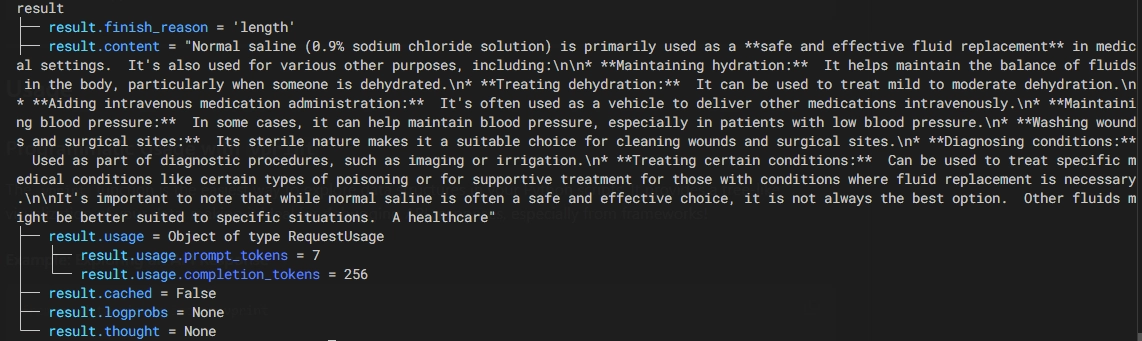 result
├── result.finish_reason = 'length'
├── result.content = "Normal saline (0.9% sodium chloride solution) is primarily used as a **safe and effective fluid replacement** in medic
al settings.  It's also used for various other purposes, including:\n\n* **Maintaining hydration:**  It helps maintain the balance of fluids
 in the body, particularly when someone is dehydrated.\n* **Treating dehydration:**  It can be used to treat mild to moderate dehydration.\n
* **Aiding intravenous medication administration:**  It's often used as a vehicle to deliver other medications intravenously.\n* **Maintaini
ng blood pressure:**  In some cases, it can help maintain blood pressure, especially in patients with low blood pressure.\n* **Washing wound
s and surgical sites:**  Its sterile nature makes it a suitable choice for cleaning wounds and surgical sites.\n* **Diagnosing conditions:**
  Used as part of diagnostic procedures, such as imaging or irrigation.\n* **Treating certain conditions:**  Can be used to treat specific m
edical conditions like certain types of poisoning or for supportive treatment for those with conditions where fluid replacement is necessary
.\n\nIt's important to note that while normal saline is often a safe and effective choice, it is not always the best option.  Other fluids m
ight be better suited to specific situations.  A healthcare"
├── result.usage = Object of type RequestUsage
│   ├── result.usage.prompt_tokens = 7
│   └── result.usage.completion_tokens = 256
├── result.cached = False
├── result.logprobs = None
└── result.thought = None